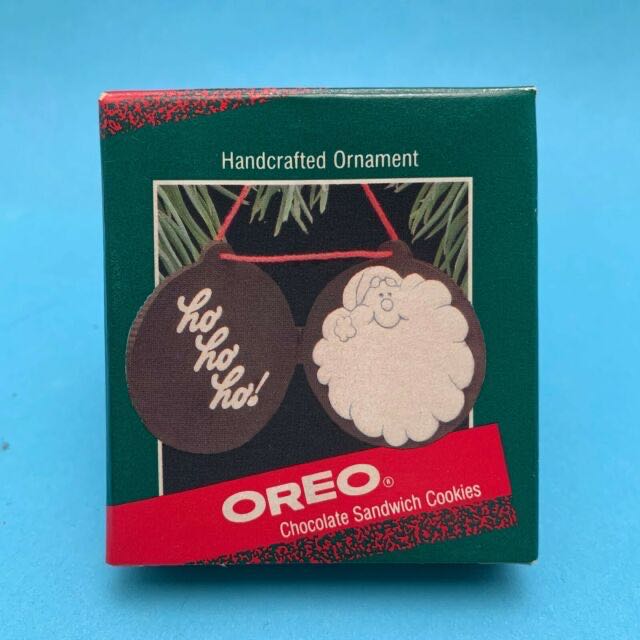 Handcrafted Ornament
ho
ho
ho!
OREO®
Chocolate Sandwich Cookies